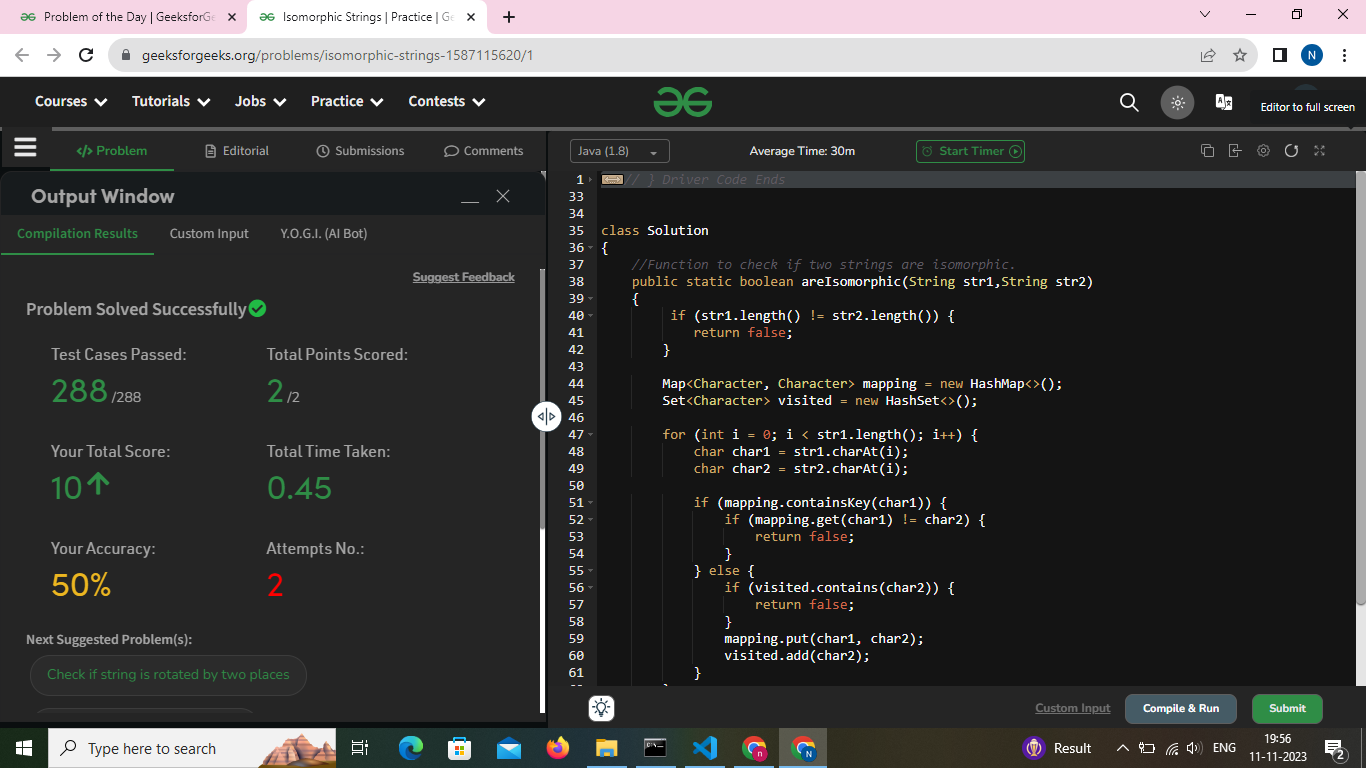 Problem of the Day | GeeksforGe
Isomorphic Strings | Practice | Ge
geeksforgeeks.org/problems/isomorphic-strings-1587115620/1
N
Courses
Tutorials
Jobs
Practice
Contests
Editor to full screen
</> Problem
Editorial
Submissions
Comments
Java (1.8)
Average Time: 30m
Start Timer
Output Window
Compilation Results
Custom Input
Y.O.G.I. (AI Bot)
Suggest Feedback
Problem Solved Successfully
Test Cases Passed:
288 /288
Total Points Scored:
2 /2
Your Total Score:
10
Total Time Taken:
0.45
Your Accuracy:
50%
Attempts No.:
2
Next Suggested Problem(s):
Check if string is rotated by two places
1 // } Driver Code Ends
33
34
35 class Solution
36 {
37 //Function to check if two strings are isomorphic.
38 public static boolean areIsomorphic(String str1,String str2)
39 {
40 if (str1.length() != str2.length()) {
41 return false;
42 }
43
44 Map<Character, Character> mapping = new HashMap<>();
45 Set<Character> visited = new HashSet<>();
46
47 for (int i = 0; i < str1.length(); i++) {
48 char char1 = str1.charAt(i);
49 char char2 = str2.charAt(i);
50
51 if (mapping.containsKey(char1)) {
52 if (mapping.get(char1) != char2) {
53 return false;
54 }
55 } else {
56 if (visited.contains(char2)) {
57 return false;
58 }
59 mapping.put(char1, char2);
60 visited.add(char2);
61 }
Custom Input
Compile & Run
Submit
Type here to search
Result
ENG
19:56
11-11-2023
2